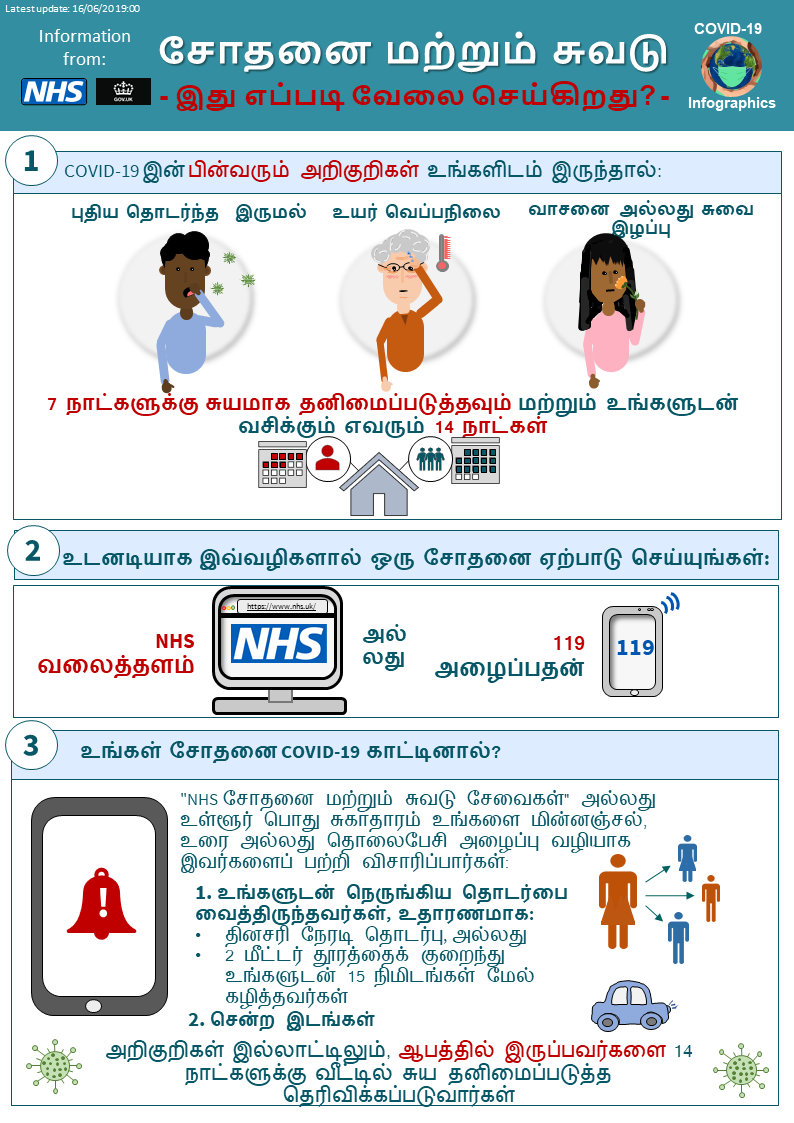 Latest update: 16/06/2019:00
Information
from:
NHS
GOV.UK
சோதனை மற்றும் சுவடு
- இது எப்படி வேலை செய்கிறது? -
COVID-19
Infographics
1
COVID-19 இன் பின்வரும் அறிகுறிகள் உங்களிடம் இருந்தால்:
புதிய தொடர்ந்த இருமல்
உயர் வெப்பநிலை
வாசனை அல்லது சுவை
இழப்பு
7 நாட்களுக்கு சுயமாக தனிமைப்படுத்தவும் மற்றும் உங்களுடன்
வசிக்கும் எவரும் 14 நாட்கள்
2
உடனடியாக இவ்வழிகளால் ஒரு சோதனை ஏற்பாடு செய்யுங்கள்:
NHS
வலைத்தளம்
https://www.nhs.uk/
NHS
அல்
லது
119
அழைப்பதன்
119
3
உங்கள் சோதனை COVID-19 காட்டினால்?
"NHS சோதனை மற்றும் சுவடு சேவைகள்" அல்லது
உள்ளூர் பொது சுகாதாரம் உங்களை மின்னஞ்சல்,
உரை அல்லது தொலைபேசி அழைப்பு வழியாக
இவர்களைப் பற்றி விசாரிப்பார்கள்:
1. உங்களுடன் நெருங்கிய தொடர்பை
வைத்திருந்தவர்கள், உதாரணமாக:
• தினசரி நேரடி தொடர்பு, அல்லது
• 2 மீட்டர் தூரத்தைக் குறைந்து
உங்களுடன் 15 நிமிடங்கள் மேல்
கழித்தவர்கள்
2. சென்ற இடங்கள்
அறிகுறிகள் இல்லாட்டிலும், ஆபத்தில் இருப்பவர்களை 14
நாட்களுக்கு வீட்டில் சுய தனிமைப்படுத்த
தெரிவிக்கப்படுவார்கள்